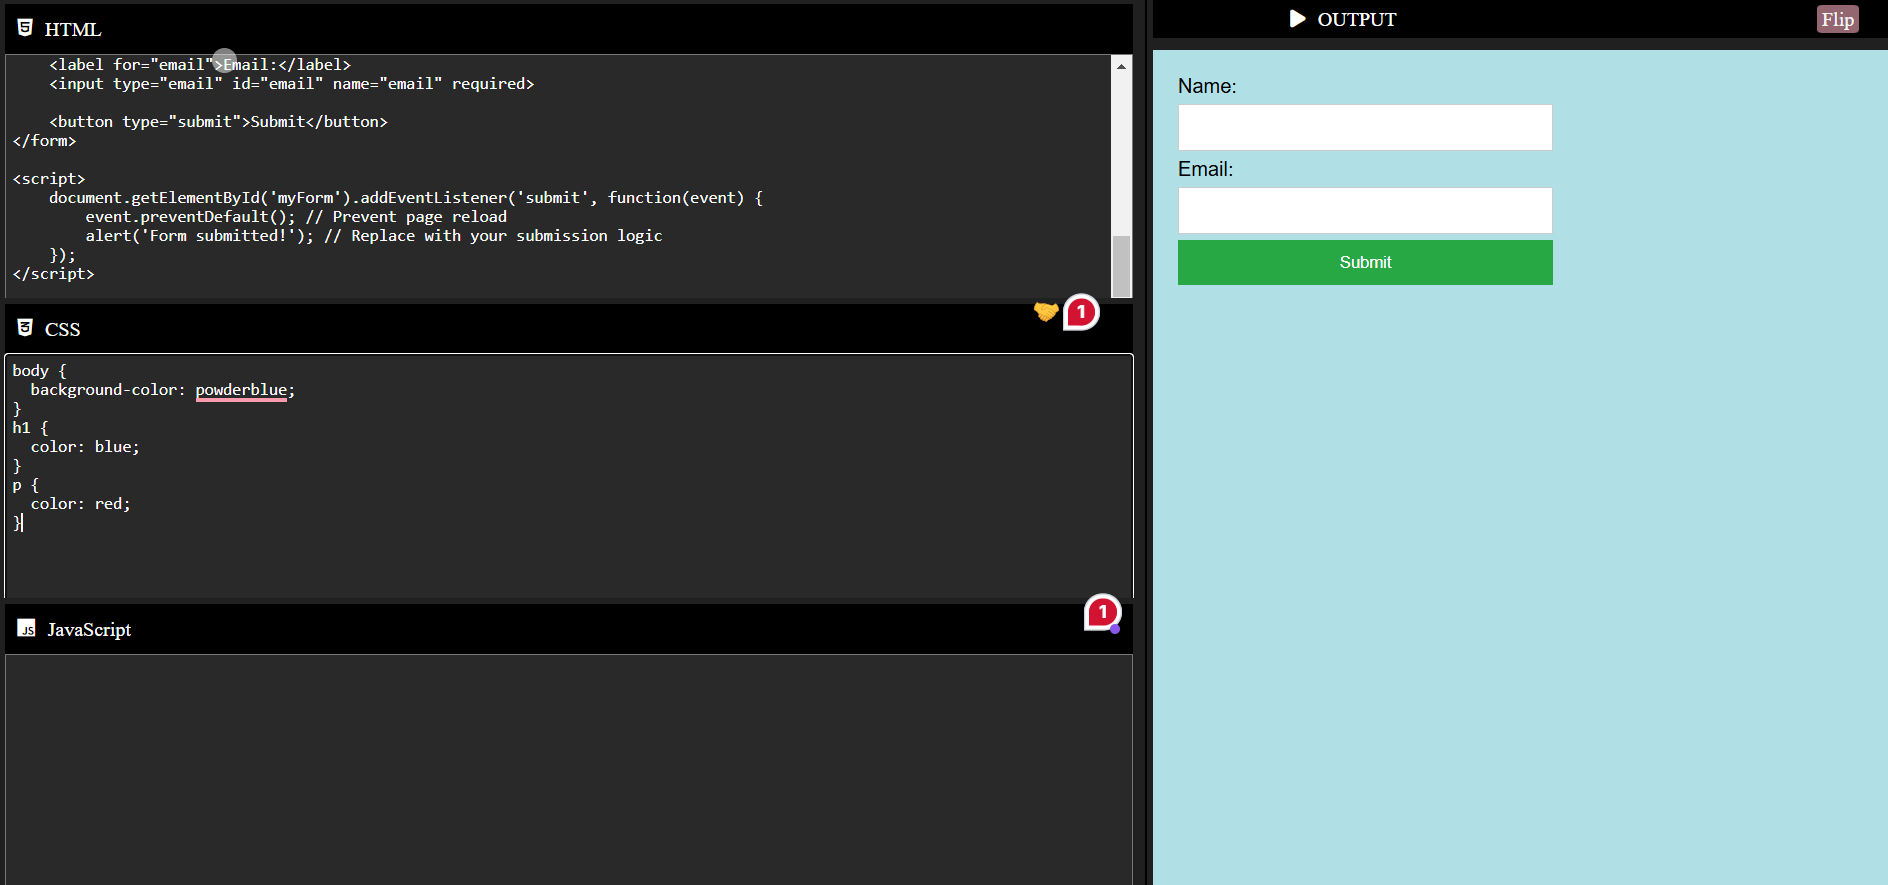 HTML
    <label for="email">Email:</label>
    <input type="email" id="email" name="email" required>
    <button type="submit">Submit</button>
</form>
<script>
    document.getElementById('myForm').addEventListener('submit', function(event) {
        event.preventDefault(); // Prevent page reload
        alert('Form submitted!'); // Replace with your submission logic
    });
</script>
1
CSS
body {
  background-color: powderblue;
}
h1 {
  color: blue;
}
p {
  color: red;
}
1
JS JavaScript
OUTPUT
Flip
Name:
Email:
Submit